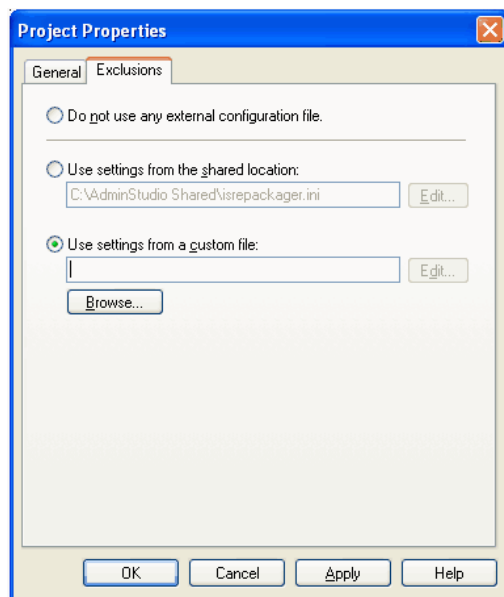 Project Properties
General Exclusions
Do not use any external configuration file.
Use settings from the shared location:
C:\AdminStudio Shared\isrepackager.ini Edit...
Use settings from a custom file:
Edit...
Browse...
OK Cancel Apply Help